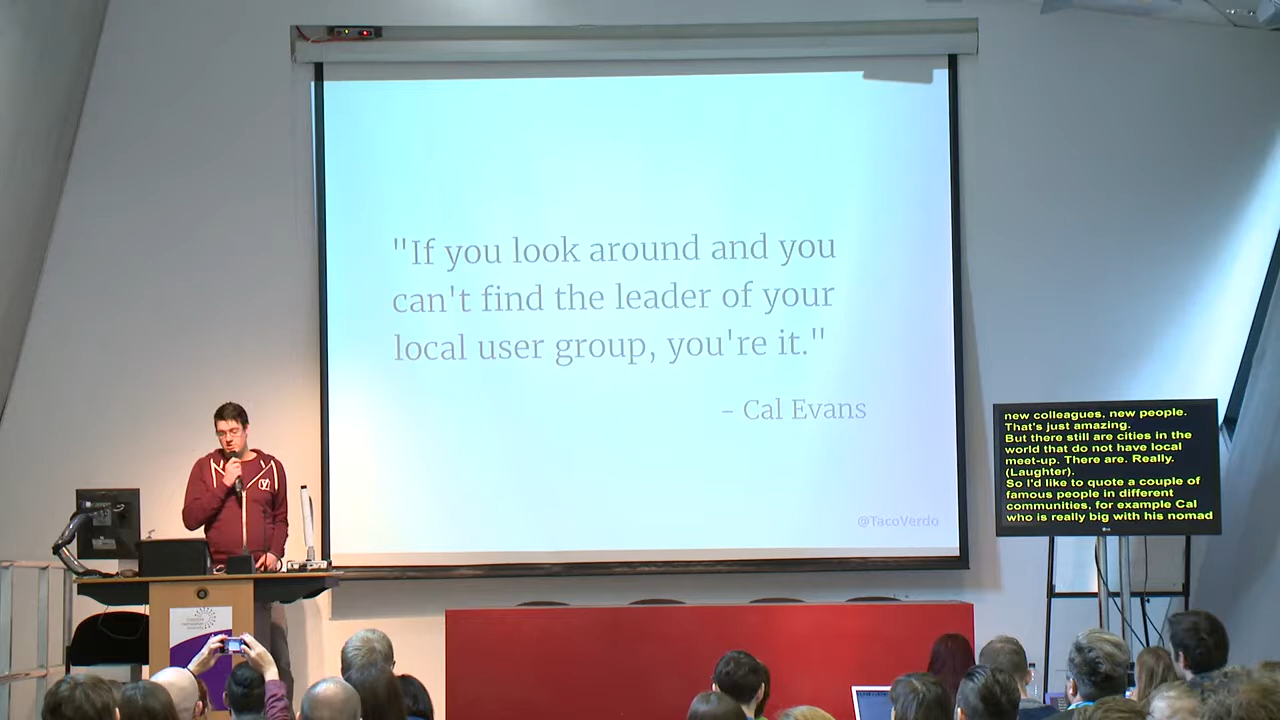 "If you look around and you
can't find the leader of your
local user group, you're it."
– Cal Evans
@TacoVerdo
new colleagues, new people.
That's just amazing.
But there still are cities in the
world that do not have local
meet-up. There are. Really.
(Laughter).
So I'd like to quote a couple of
famous people in different
communities, for example Cal
who is really big with his nomad